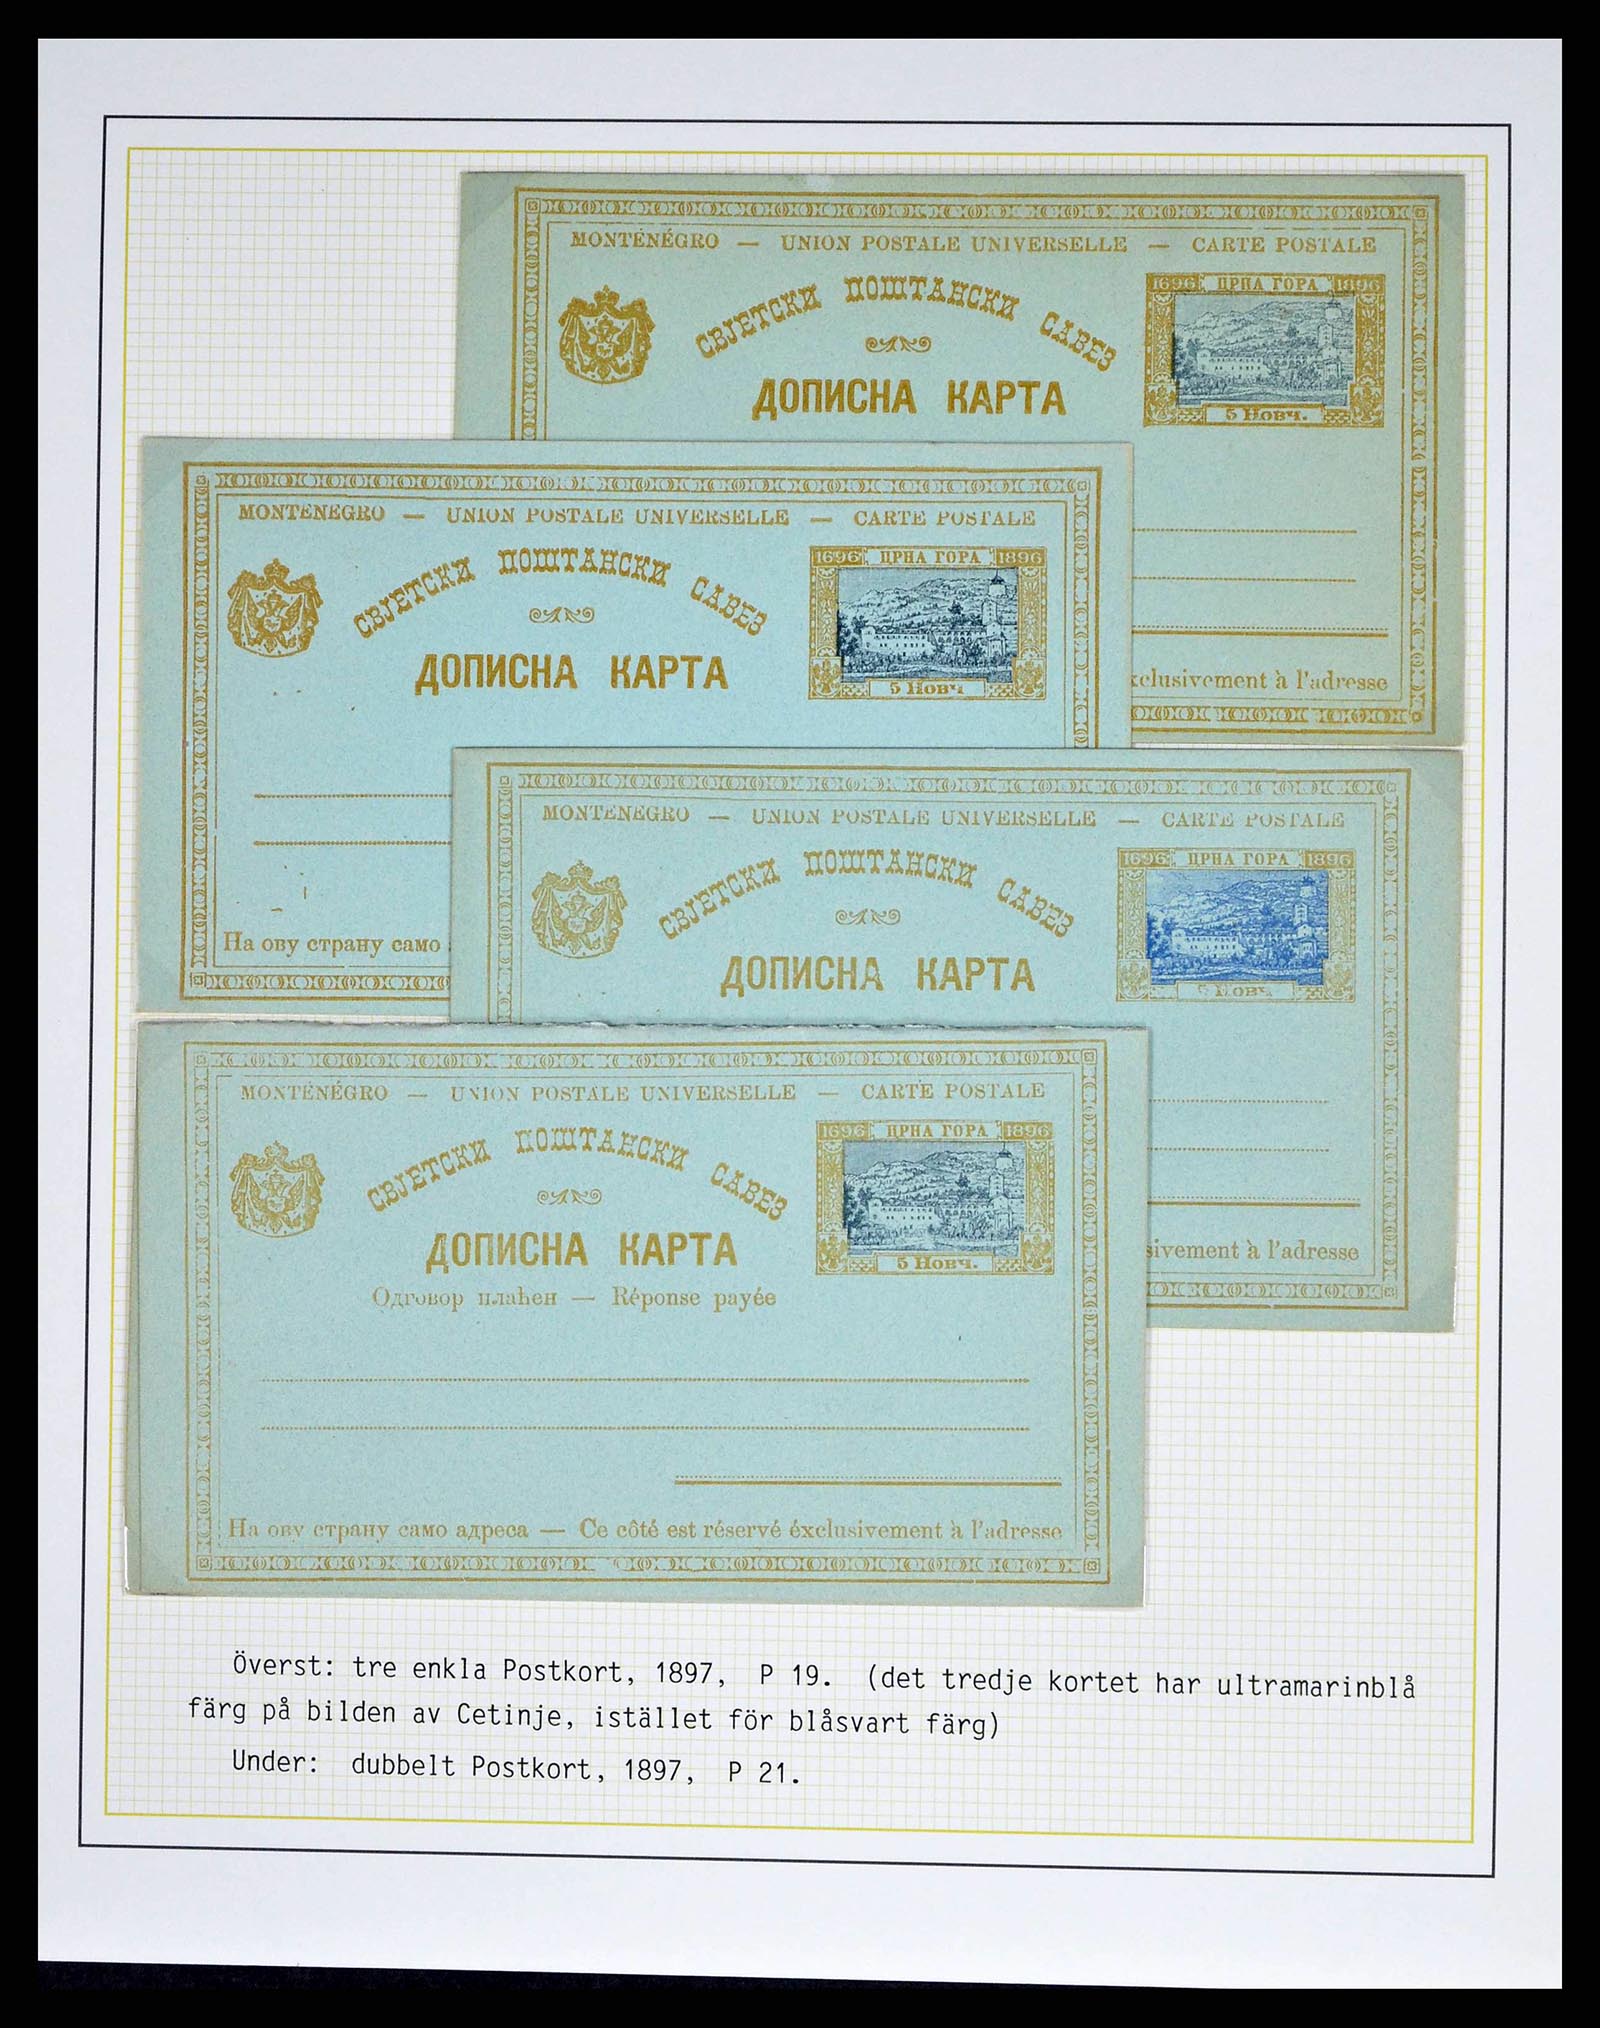 MONTÉNÉGRO — UNION POSTALE UNIVERSELLE — CARTE POSTALE
СВЈЕТСКИ ПОШТАНСКИ САВЕЗ
1696 ЦРНА ГОРА 1896
5 Новч.
ДОПИСНА КАРТА
xclusivement à l'adresse
MONTENEGRO — UNION POSTALE UNIVERSELLE — CARTE POSTALE
СВЈЕТСКИ ПОШТАНСКИ САВЕЗ
1696 ЦРНА ГОРА 1896
5 Новч
ДОПИСНА КАРТА
На ову страну само
MONTENEGRO — UNION POSTALE UNIVERSELLE — CARTE POSTALE
СВЈЕТСКИ ПОШТАНСКИ САВЕЗ
1696 ЦРНА ГОРА 1896
5 Новч.
ДОПИСНА КАРТА
sivement à l'adresse
MONTÉNÉGRO — UNION POSTALE UNIVERSELLE — CARTE POSTALE
СВЈЕТСКИ ПОШТАНСКИ САВЕЗ
1696 ЦРНА ГОРА 1896
5 Новч.
ДОПИСНА КАРТА
Одговор плаћен — Réponse payée
На ову страну само адреса — Ce côté est réservé éxclusivement à l'adresse
Överst: tre enkla Postkort, 1897, P 19. (det tredje kortet har ultramarinblå
färg på bilden av Cetinje, istället för blåsvart färg)
Under: dubbelt Postkort, 1897, P 21.